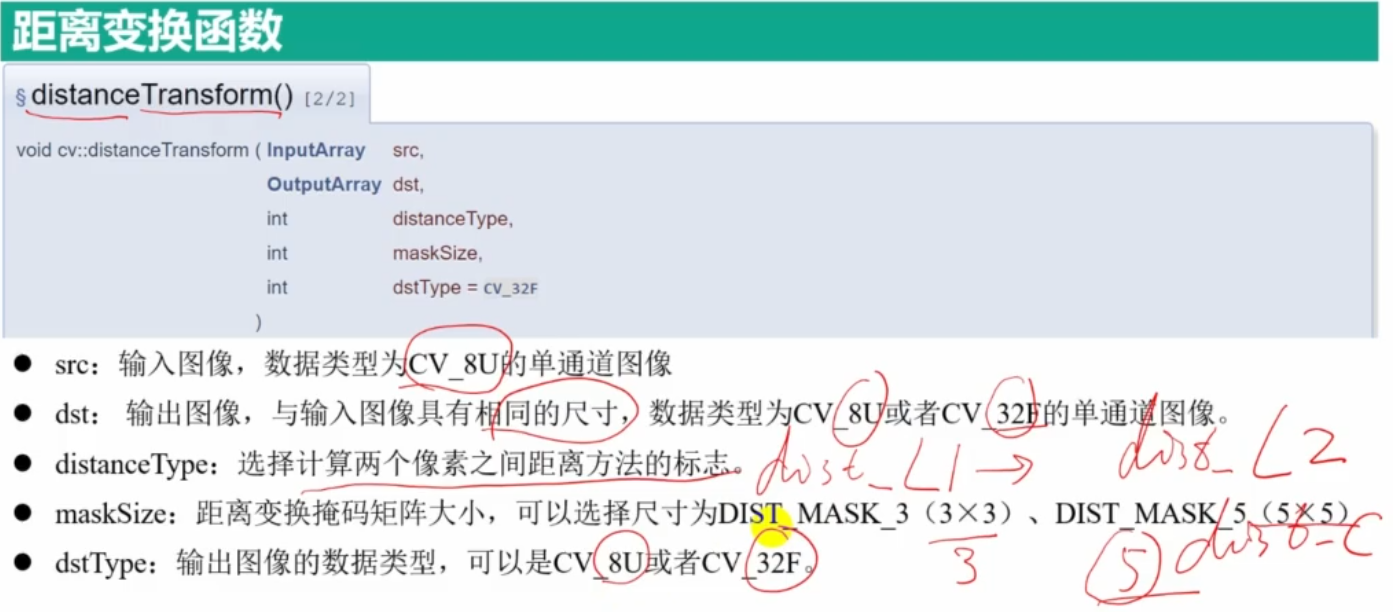 距离变换函数
§ distanceTransform() [2/2]
void cv::distanceTransform ( InputArray src,
OutputArray dst,
int distanceType,
int maskSize,
int dstType = CV_32F
)
● src：输入图像，数据类型为CV_8U的单通道图像
● dst： 输出图像，与输入图像具有相同的尺寸，数据类型为CV_8U或者CV_32F的单通道图像。
● distanceType：选择计算两个像素之间距离方法的标志。
dist_L1 → dist_L2
● maskSize：距离变换掩码矩阵大小，可以选择尺寸为DIST_MASK_3（3×3）、DIST_MASK_5（5×5）
3 5 dist_C
● dstType：输出图像的数据类型，可以是CV_8U或者CV_32F。